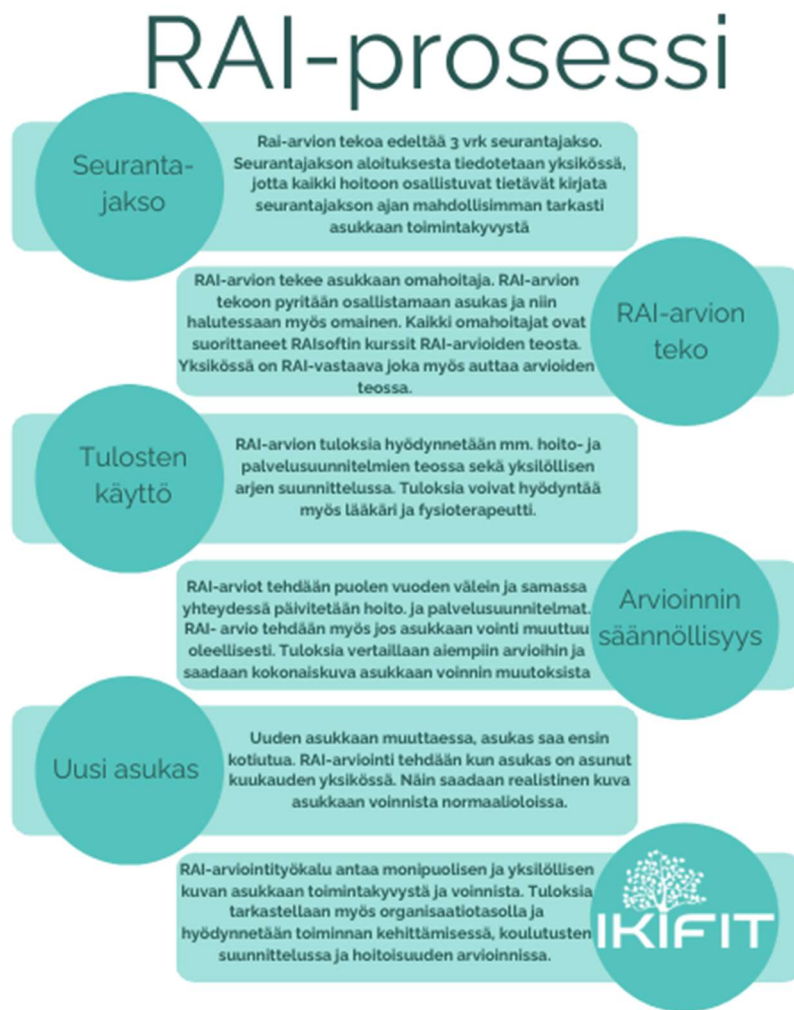 RAI-prosessi
Seuranta-
jakso
Rai-arvion tekoa edeltää 3 vrk seurantajakso.
Seurantajakson aloituksesta tiedotetaan yksikössä,
jotta kaikki hoitoon osallistuvat tietävät kirjata
seurantajakson ajan mahdollisimman tarkasti
asukkaan toimintakyvystä
RAI-arvion tekee asukkaan omahoitaja. RAI-arvion
tekoon pyritään osallistamaan asukas ja niin
halutessaan myös omainen. Kaikki omahoitajat ovat
suorittaneet RAIsoftin kurssit RAI-arvioiden teosta.
Yksikössä on RAI-vastaava joka myös auttaa arvioiden
teossa.
RAI-arvion
teko
Tulosten
käyttö
RAI-arvion tuloksia hyödynnetään mm. hoito- ja
palvelusuunnitelmien teossa sekä yksilöllisen
arjen suunnittelussa. Tuloksia voivat hyödyntää
myös lääkäri ja fysioterapeutti.
RAI-arviot tehdään puolen vuoden välein ja samassa
yhteydessä päivitetään hoito. ja palvelusuunnitelmat.
RAI- arvio tehdään myös jos asukkaan vointi muuttuu
oleellisesti. Tuloksia vertaillaan aiempiin arvioihin ja
saadaan kokonaiskuva asukkaan voinnin muutoksista
Arvioinnin
säännöllisyys
Uusi asukas
Uuden asukkaan muuttaessa, asukas saa ensin
kotiutua. RAI-arviointi tehdään kun asukas on asunut
kuukauden yksikössä. Näin saadaan realistinen kuva
asukkaan voinnista normaalioloissa.
RAI-arviointityökalu antaa monipuolisen ja yksilöllisen
kuvan asukkaan toimintakyvystä ja voinnista. Tuloksia
tarkastellaan myös organisaatiotasolla ja
hyödynnetään toiminnan kehittämisessä, koulutusten
suunnittelussa ja hoitoisuuden arvioinnissa.
IKIFIT